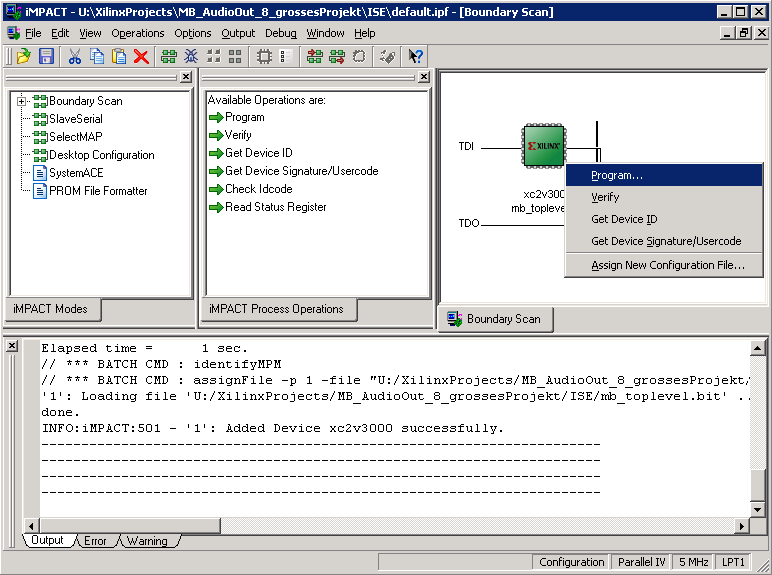 iMPACT - U:\XilinxProjects\MB_AudioOut_8_grossesProjekt\ISE\default.ipf - [Boundary Scan]
File Edit View Operations Options Output Debug Window Help
Boundary Scan
SlaveSerial
SelectMAP
Desktop Configuration
SystemACE
PROM File Formatter
iMPACT Modes
Available Operations are:
Program
Verify
Get Device ID
Get Device Signature/Usercode
Check Idcode
Read Status Register
iMPACT Process Operations
TDI
XILINX
xc2v300
mb_topleve
TDO
Program...
Verify
Get Device ID
Get Device Signature/Usercode
Assign New Configuration File...
Boundary Scan
Elapsed time =      1 sec.
// *** BATCH CMD : identifyMPM
// *** BATCH CMD : assignFile -p 1 -file "U:/XilinxProjects/MB_AudioOut_8_grossesProjekt/
'1': Loading file 'U:/XilinxProjects/MB_AudioOut_8_grossesProjekt/ISE/mb_toplevel.bit' ..
done.
INFO:iMPACT:501 - '1': Added Device xc2v3000 successfully.
----------------------------------------------------------------------
----------------------------------------------------------------------
----------------------------------------------------------------------
----------------------------------------------------------------------
Output Error Warning
Configuration Parallel IV 5 MHz LPT1